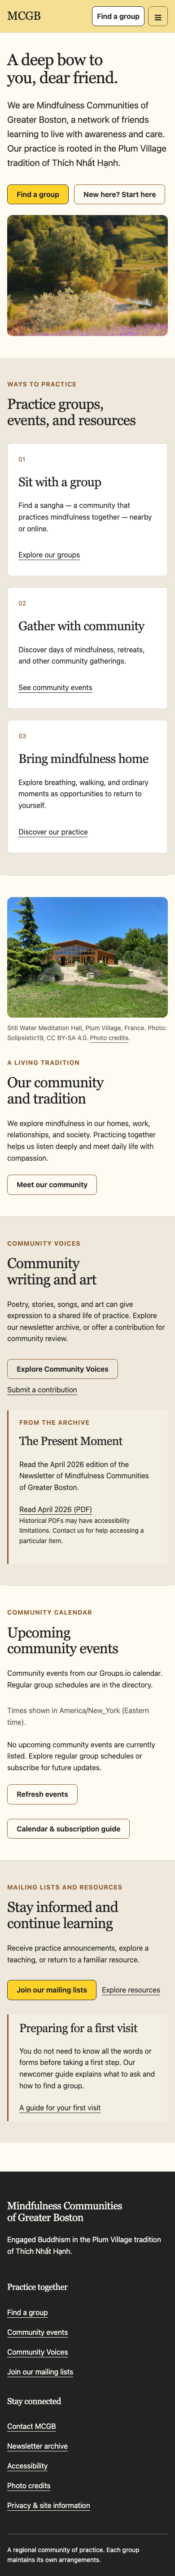 MCGB
Find a group
A deep bow to
you, dear friend.
We are Mindfulness Communities of
Greater Boston, a network of friends
learning to live with awareness and care.
Our practice is rooted in the Plum Village
tradition of Thích Nhất Hạnh.
Find a group
New here? Start here
WAYS TO PRACTICE
Practice groups,
events, and resources
01
Sit with a group
Find a sangha — a community that
practices mindfulness together — nearby
or online.
Explore our groups
02
Gather with community
Discover days of mindfulness, retreats,
and other community gatherings.
See community events
03
Bring mindfulness home
Explore breathing, walking, and ordinary
moments as opportunities to return to
yourself.
Discover our practice
Still Water Meditation Hall, Plum Village, France. Photo:
Solipsistic19, CC BY-SA 4.0. Photo credits.
A LIVING TRADITION
Our community
and tradition
We explore mindfulness in our homes, work,
relationships, and society. Practicing together
helps us listen deeply and meet daily life with
compassion.
Meet our community
COMMUNITY VOICES
Community
writing and art
Poetry, stories, songs, and art can give
expression to a shared life of practice. Explore
our newsletter archive, or offer a contribution for
community review.
Explore Community Voices
Submit a contribution
FROM THE ARCHIVE
The Present Moment
Read the April 2026 edition of the
Newsletter of Mindfulness Communities
of Greater Boston.
Read April 2026 (PDF)
Historical PDFs may have accessibility
limitations. Contact us for help accessing a
particular item.
COMMUNITY CALENDAR
Upcoming
community events
Community events from our Groups.io calendar.
Regular group schedules are in the directory.
Times shown in America/New_York (Eastern
time).
No upcoming community events are currently
listed. Explore regular group schedules or
subscribe for future updates.
Refresh events
Calendar & subscription guide
MAILING LISTS AND RESOURCES
Stay informed and
continue learning
Receive practice announcements, explore a
teaching, or return to a familiar resource.
Join our mailing lists
Explore resources
Preparing for a first visit
You do not need to know all the words or
forms before taking a first step. Our
newcomer guide explains what to ask and
how to find a group.
A guide for your first visit
Mindfulness Communities
of Greater Boston
Engaged Buddhism in the Plum Village tradition
of Thích Nhất Hạnh.
Practice together
Find a group
Community events
Community Voices
Join our mailing lists
Stay connected
Contact MCGB
Newsletter archive
Accessibility
Photo credits
Privacy & site information
A regional community of practice. Each group
maintains its own arrangements.